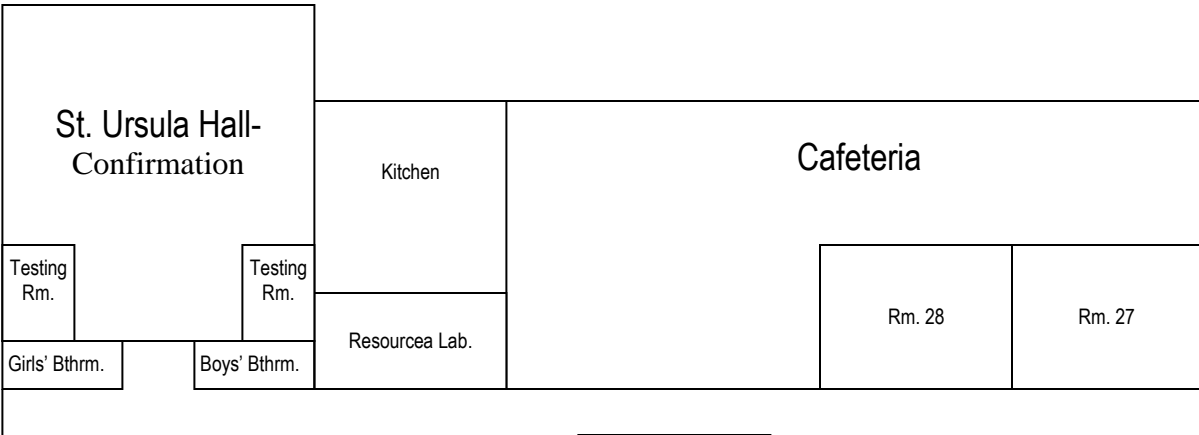 St. Ursula Hall-
Confirmation
Kitchen
Cafeteria
Testing
Rm.
Testing
Rm.
Rm. 28
Rm. 27
Resourcea Lab.
Girls' Bthrm.
Boys' Bthrm.